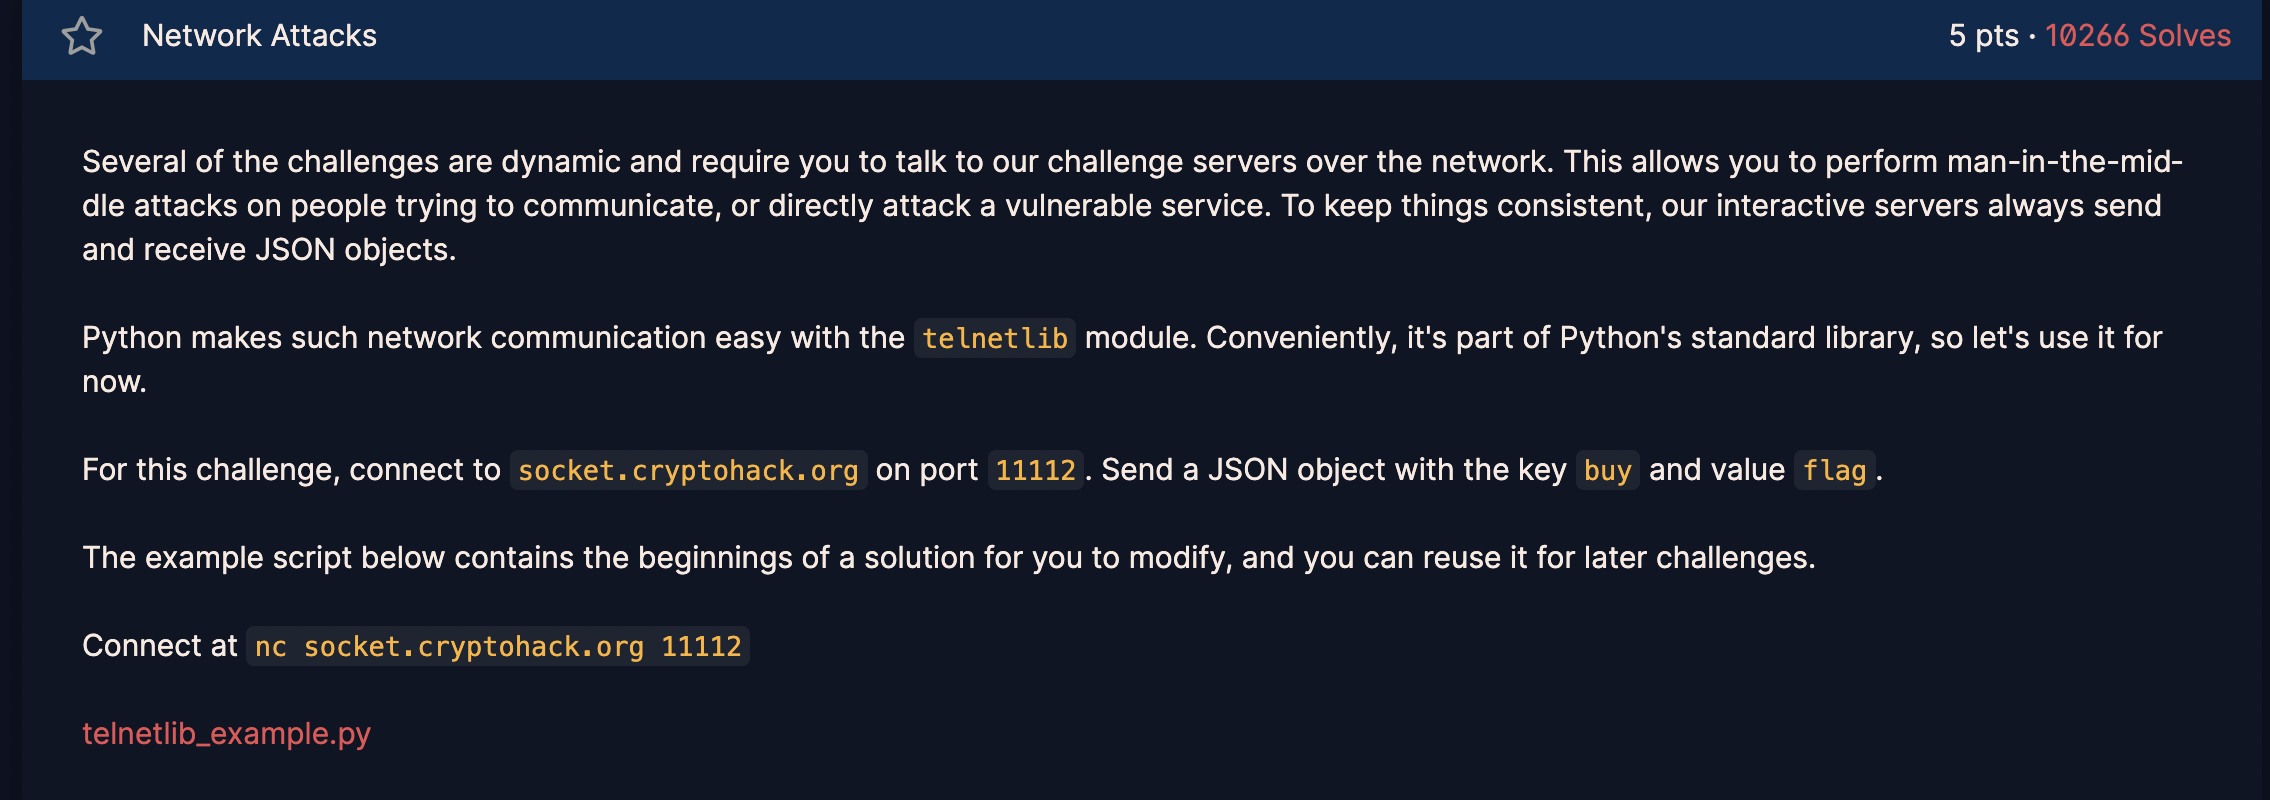 Network Attacks 5 pts · 10266 Solves
Several of the challenges are dynamic and require you to talk to our challenge servers over the network. This allows you to perform man-in-the-mid-
dle attacks on people trying to communicate, or directly attack a vulnerable service. To keep things consistent, our interactive servers always send
and receive JSON objects.
Python makes such network communication easy with the telnetlib module. Conveniently, it's part of Python's standard library, so let's use it for
now.
For this challenge, connect to socket.cryptohack.org on port 11112. Send a JSON object with the key buy and value flag.
The example script below contains the beginnings of a solution for you to modify, and you can reuse it for later challenges.
Connect at nc socket.cryptohack.org 11112
telnetlib_example.py